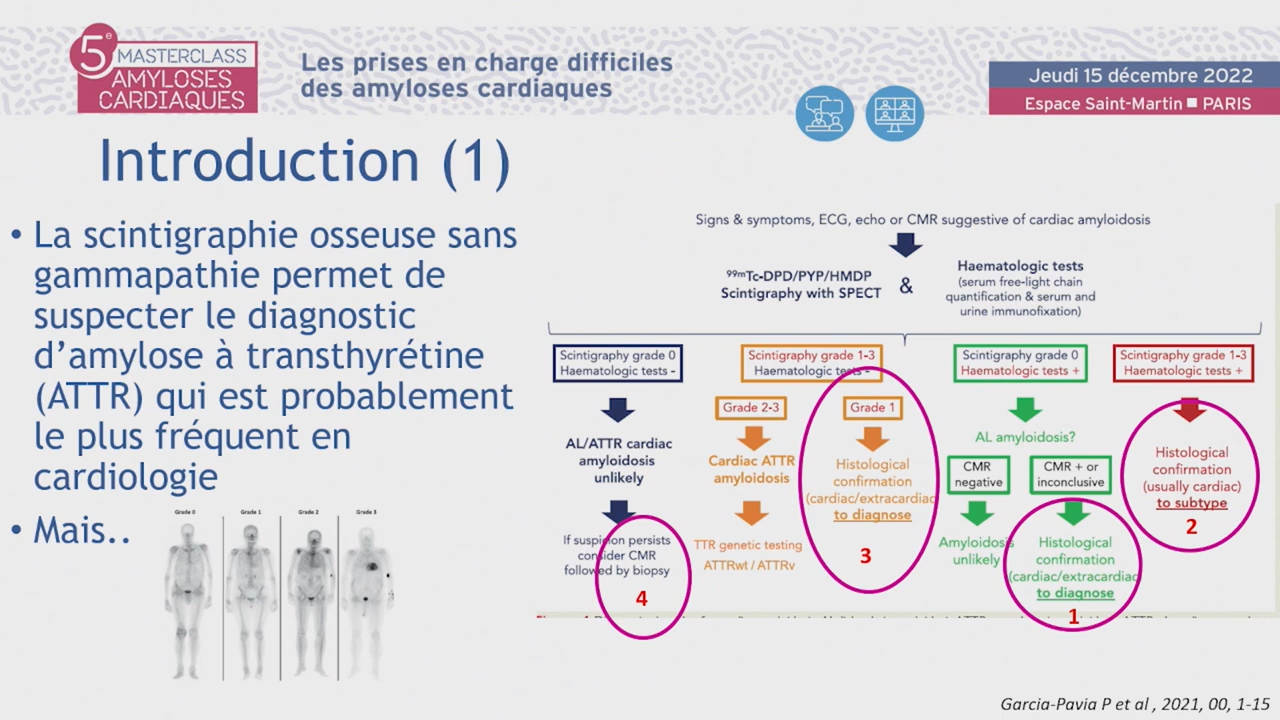 5e MASTERCLASS
AMYLOSES
CARDIAQUES
Les prises en charge difficiles
des amyloses cardiaques
Jeudi 15 décembre 2022
Espace Saint-Martin ■ PARIS
Introduction (1)
• La scintigraphie osseuse sans
gammapathie permet de
suspecter le diagnostic
d'amylose à transthyrétine
(ATTR) qui est probablement
le plus fréquent en
cardiologie
• Mais..
Grade 0 Grade 1 Grade 2 Grade 3
Signs & symptoms, ECG, echo or CMR suggestive of cardiac amyloidosis
99mTc-DPD/PYP/HMDP
Scintigraphy with SPECT
&
Haematologic tests
(serum free-light chain
quantification & serum and
urine immunofixation)
Scintigraphy grade 0
Haematologic tests -
AL/ATTR cardiac
amyloidosis
unlikely
If suspicion persists
consider CMR
followed by biopsy
4
Scintigraphy grade 1-3
Haematologic tests -
Grade 2-3
Cardiac ATTR
amyloidosis
TTR genetic testing
ATTRwt / ATTRv
Grade 1
Histological
confirmation
(cardiac/extracardiac
to diagnose
3
Scintigraphy grade 0
Haematologic tests +
AL amyloidosis?
CMR
negative
Amyloidosis
unlikely
CMR + or
inconclusive
Histological
confirmation
(cardiac/extracardiac
to diagnose
1
Scintigraphy grade 1-3
Haematologic tests +
Histological
confirmation
(usually cardiac)
to subtype
2
Garcia-Pavia P et al , 2021, 00, 1-15